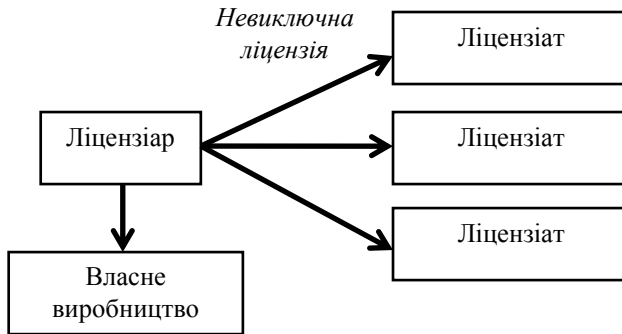 Невиключна
ліцензія
Ліцензіат
Ліцензіар
Ліцензіат
Ліцензіат
Власне
виробництво